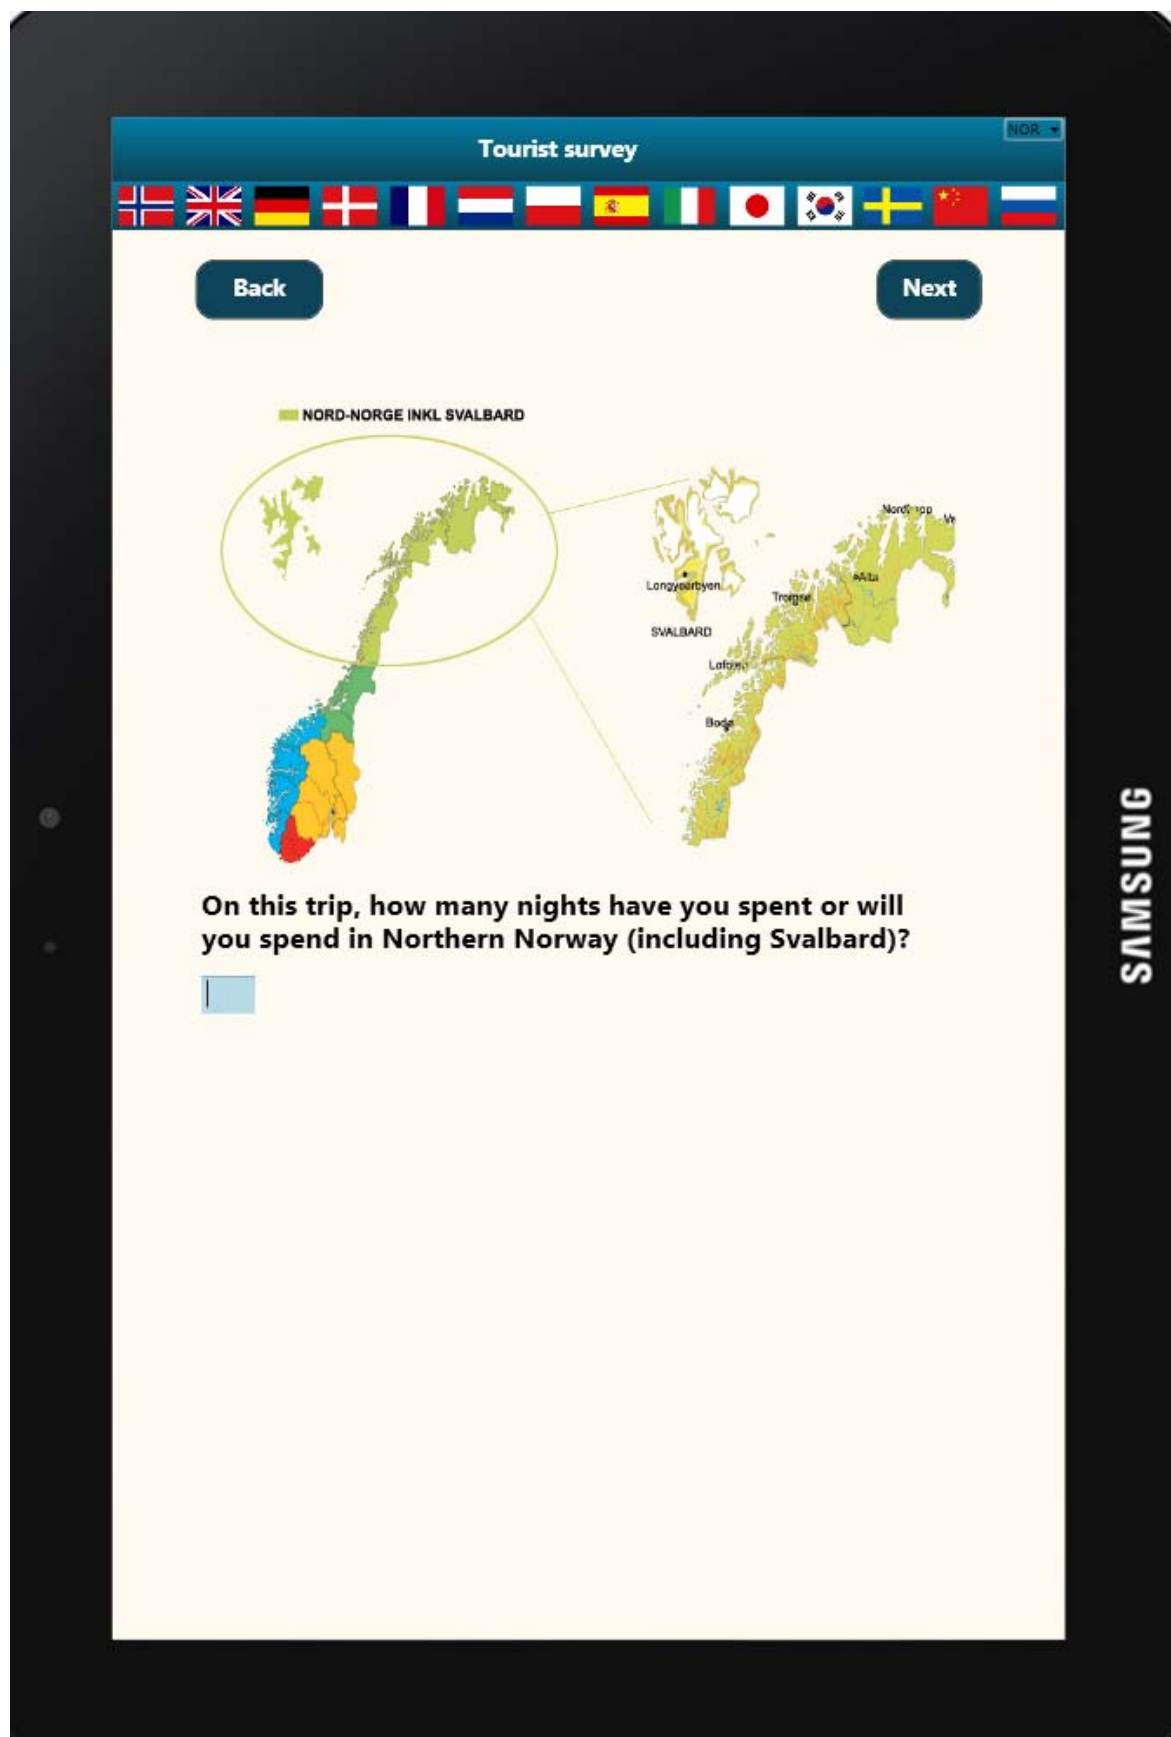 NOR
Tourist survey
Back
Next
NORD-NORGE INKL SVALBARD
Alta
Longyearbyen
Tromsø
SVALBARD
Bodø
On this trip, how many nights have you spent or will
you spend in Northern Norway (including Svalbard)?
SAMSUNG